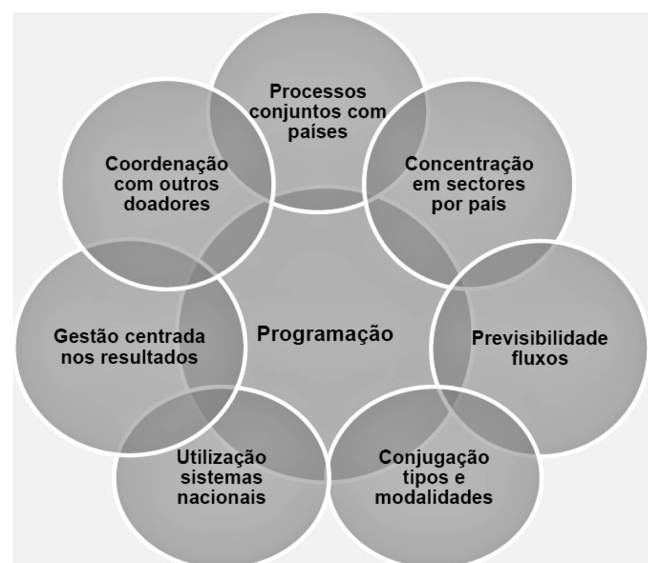 Processos
conjuntos com
países
Coordenação
com outros
doadores
Concentração
em sectores
por país
Gestão centrada
nos resultados
Programação
Previsibilidade
fluxos
Utilização
sistemas
nacionais
Conjugação
tipos e
modalidades